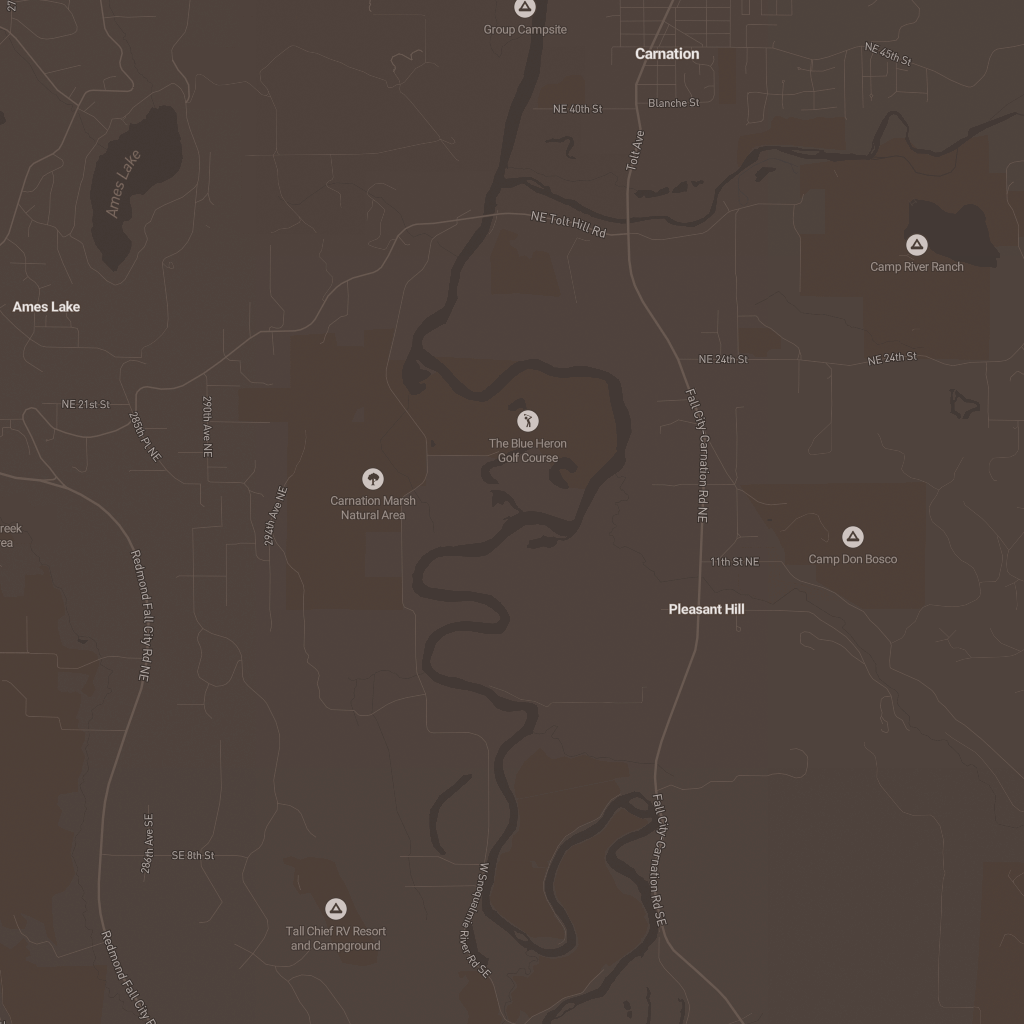 Group Campsite
Carnation
NE 45th St
Blanche St
NE 40th St
Tolt Ave
Ames Lake
NE Tolt Hill Rd
Camp River Ranch
Ames Lake
NE 24th St
NE 24th St
NE 21st St
290th Ave NE
285th Pl NE
Fall City-Carnation Rd NE
The Blue Heron
Golf Course
Carnation Marsh
Natural Area
294th Ave NE
reek
ea
Camp Don Bosco
11th St NE
Redmond Fall City Rd NE
Pleasant Hill
286th Ave SE
SE 8th St
Fall City-Carnation Rd SE
W Snoqualmie River Rd SE
Tall Chief RV Resort
and Campground
Redmond Fall City